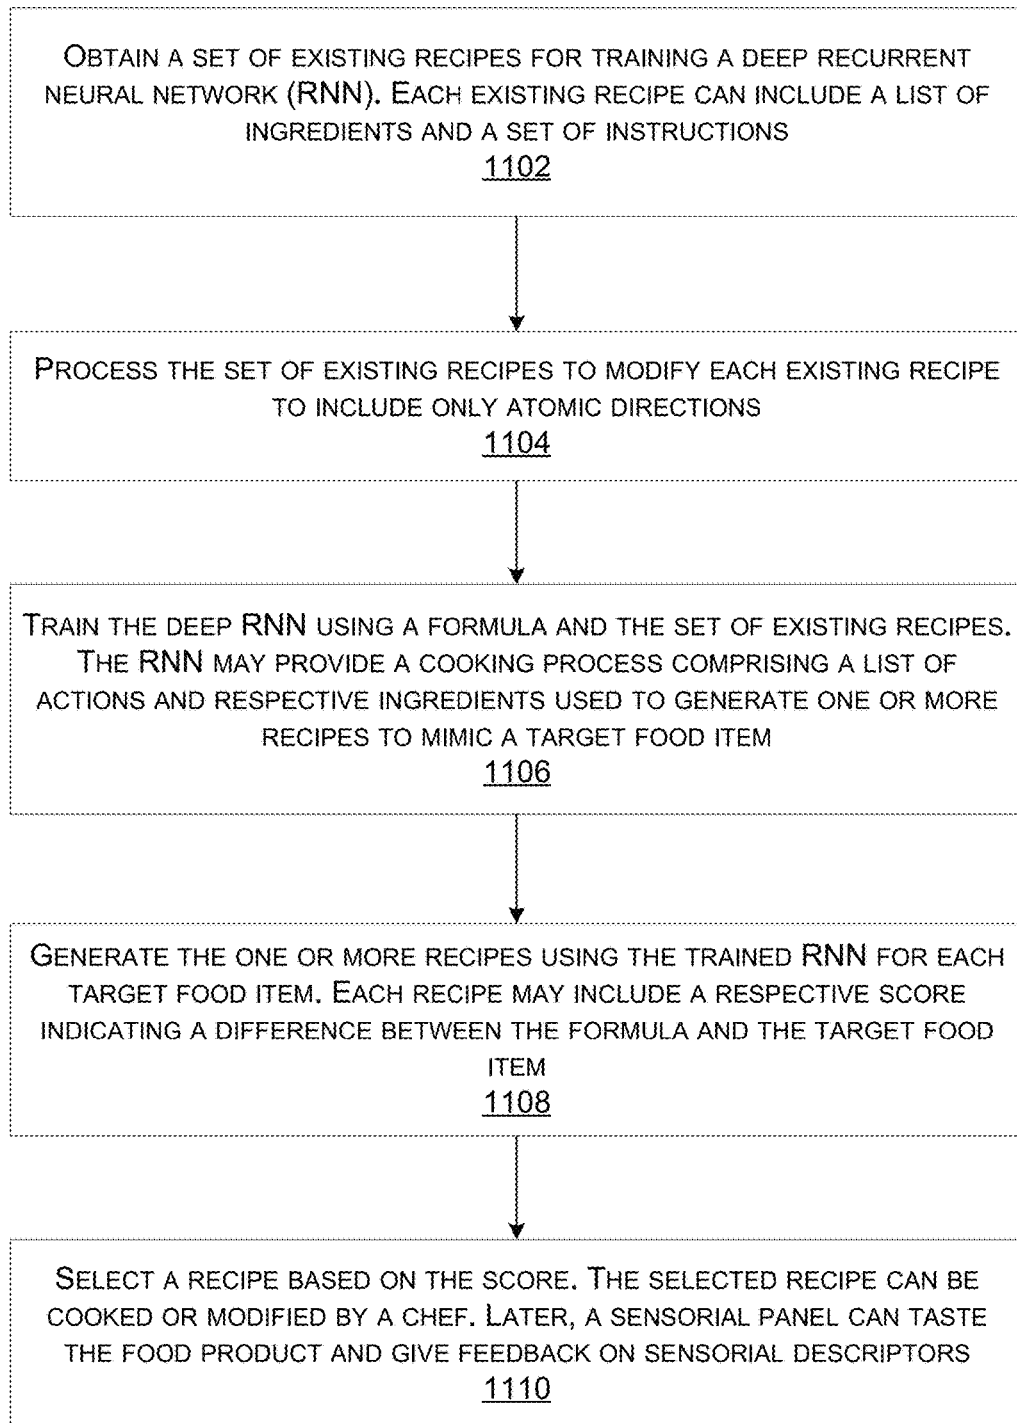 OBTAIN A SET OF EXISTING RECIPES FOR TRAINING A DEEP RECURRENT
NEURAL NETWORK (RNN). EACH EXISTING RECIPE CAN INCLUDE A LIST OF
INGREDIENTS AND A SET OF INSTRUCTIONS
1102
PROCESS THE SET OF EXISTING RECIPES TO MODIFY EACH EXISTING RECIPE
TO INCLUDE ONLY ATOMIC DIRECTIONS
1104
TRAIN THE DEEP RNN USING A FORMULA AND THE SET OF EXISTING RECIPES.
THE RNN MAY PROVIDE A COOKING PROCESS COMPRISING A LIST OF
ACTIONS AND RESPECTIVE INGREDIENTS USED TO GENERATE ONE OR MORE
RECIPES TO MIMIC A TARGET FOOD ITEM
1106
GENERATE THE ONE OR MORE RECIPES USING THE TRAINED RNN FOR EACH
TARGET FOOD ITEM. EACH RECIPE MAY INCLUDE A RESPECTIVE SCORE
INDICATING A DIFFERENCE BETWEEN THE FORMULA AND THE TARGET FOOD
ITEM
1108
SELECT A RECIPE BASED ON THE SCORE. THE SELECTED RECIPE CAN BE
COOKED OR MODIFIED BY A CHEF. LATER, A SENSORIAL PANEL CAN TASTE
THE FOOD PRODUCT AND GIVE FEEDBACK ON SENSORIAL DESCRIPTORS
1110